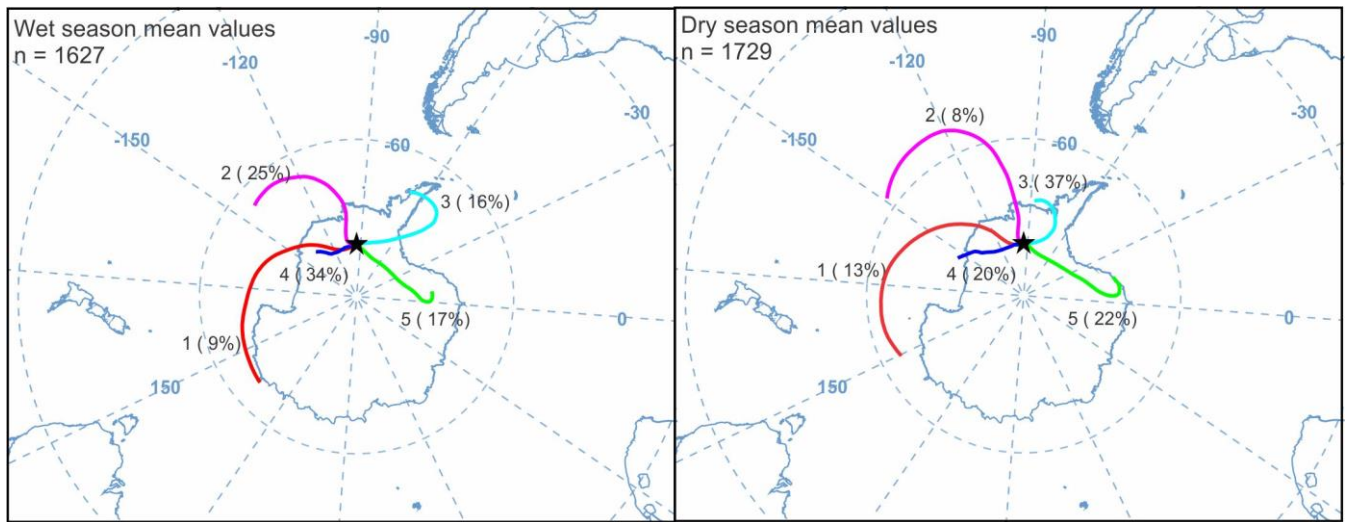 Wet season mean values
n = 1627
-90
-120
-30
-150
-60
2 ( 25%)
3 ( 16%)
4 ( 34%)
5 ( 17%)
0
1 ( 9%)
150
Dry season mean values
n = 1729
-90
-120
-30
2 ( 8%)
-150
-60
3. ( 37%)
1 ( 13%)
4 ( 20%)
5 ( 22%)
0
150